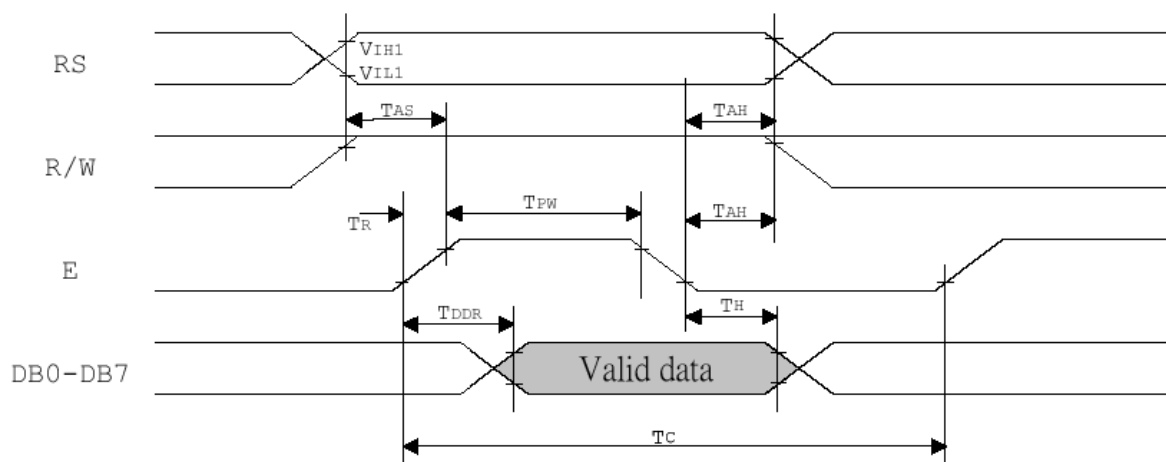 RS
VIH1
VIL1
TAS
TAH
R/W
TPW
TAH
TR
E
TH
TDDR
DB0-DB7
Valid data
TC